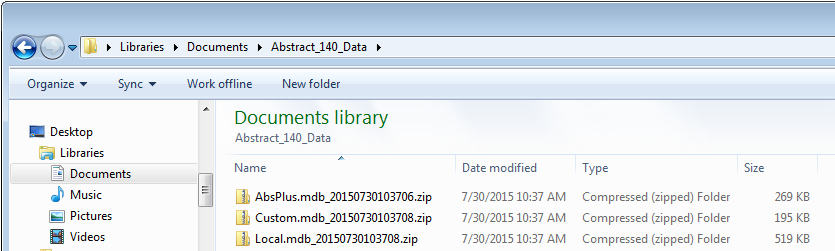 Libraries Documents Abstract_140_Data
Organize Sync Work offline New folder
Desktop
Libraries
Documents
Music
Pictures
Videos
Documents library
Abstract_140_Data
Name Date modified Type Size
AbsPlus.mdb_20150730103706.zip 7/30/2015 10:37 AM Compressed (zipped) Folder 269 KB
Custom.mdb_20150730103708.zip 7/30/2015 10:37 AM Compressed (zipped) Folder 195 KB
Local.mdb_20150730103708.zip 7/30/2015 10:37 AM Compressed (zipped) Folder 519 KB